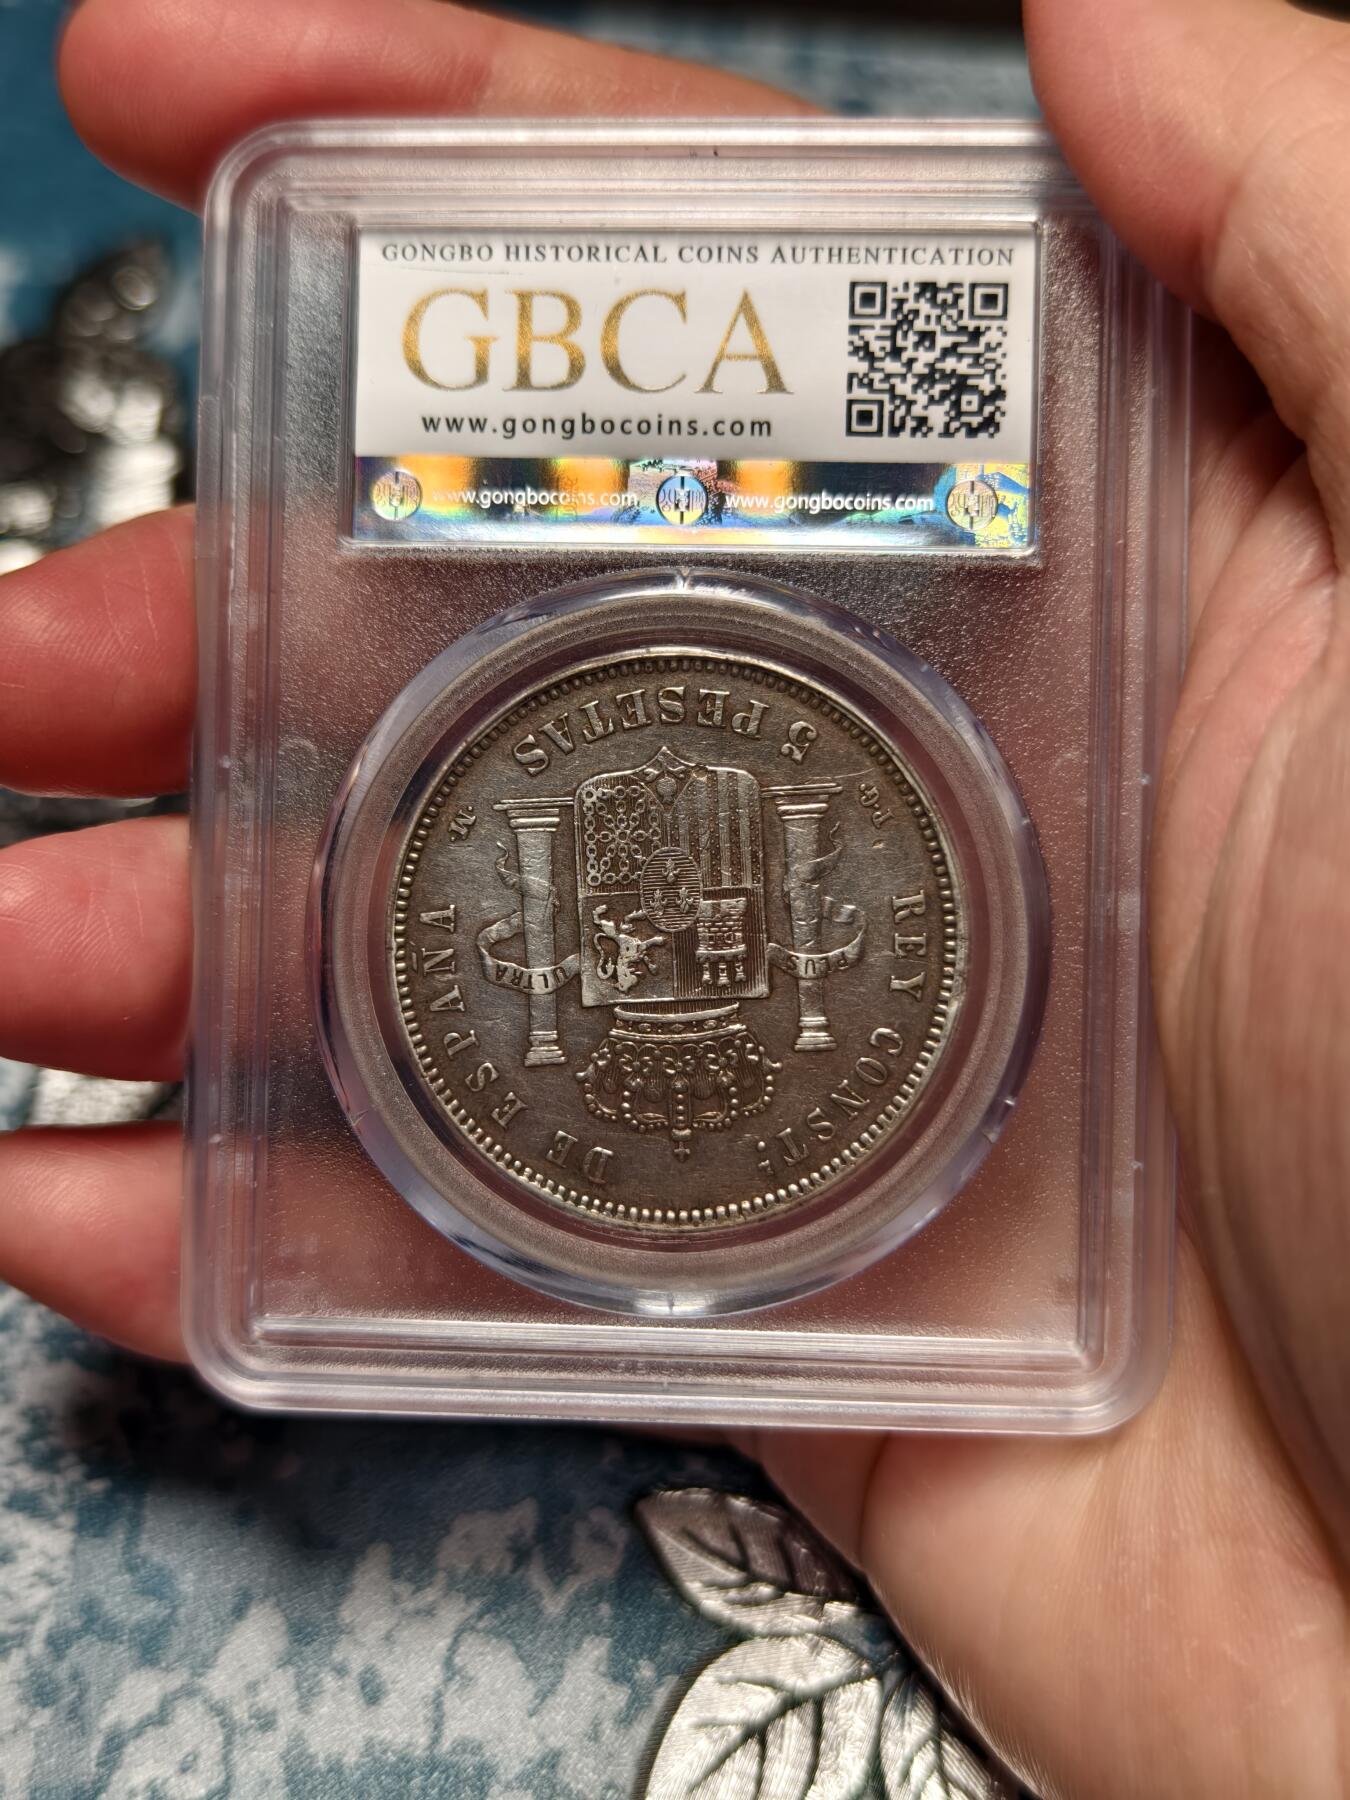 GONGBO HISTORICAL COINS AUTHENTICATION
GBCA
www.gongbocoins.com
www.gongbocoins.com www.gongbocoins.com
REY CONST. DE ESPAÑA
PLUS ULTRA
P.G. 5 PESETAS M.